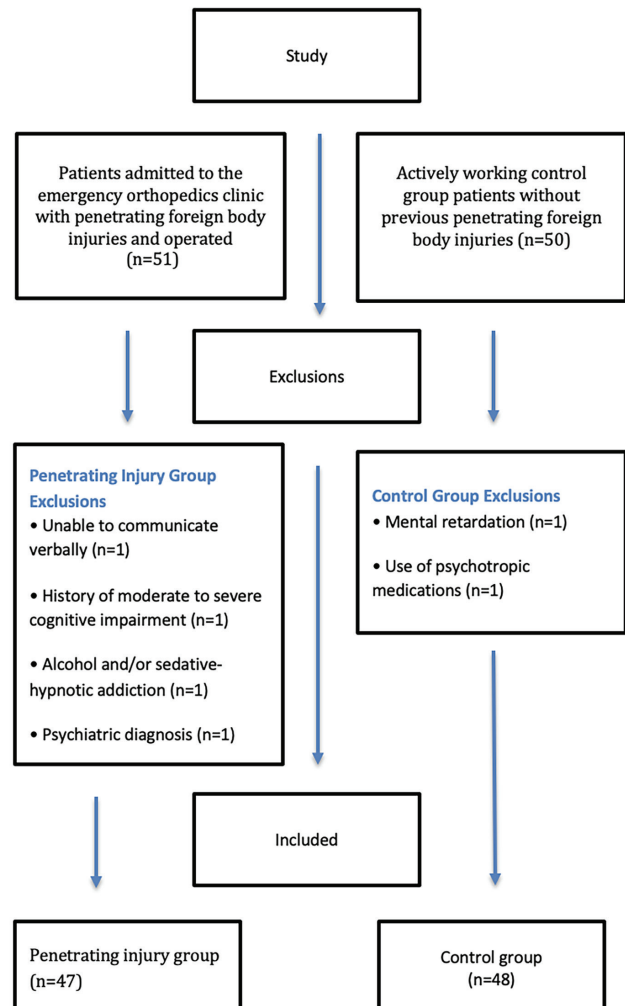 Study
Patients admitted to the
emergency orthopedics clinic
with penetrating foreign body
injuries and operated
(n=51)
Actively working control
group patients without
previous penetrating foreign
body injuries (n=50)
Exclusions
Penetrating Injury Group
Exclusions
• Unable to communicate
verbally (n=1)
• History of moderate to severe
cognitive impairment (n=1)
• Alcohol and/or sedative-
hypnotic addiction (n=1)
• Psychiatric diagnosis (n=1)
Control Group Exclusions
• Mental retardation (n=1)
• Use of psychotropic
medications (n=1)
Included
Penetrating injury group
(n=47)
Control group
(n=48)